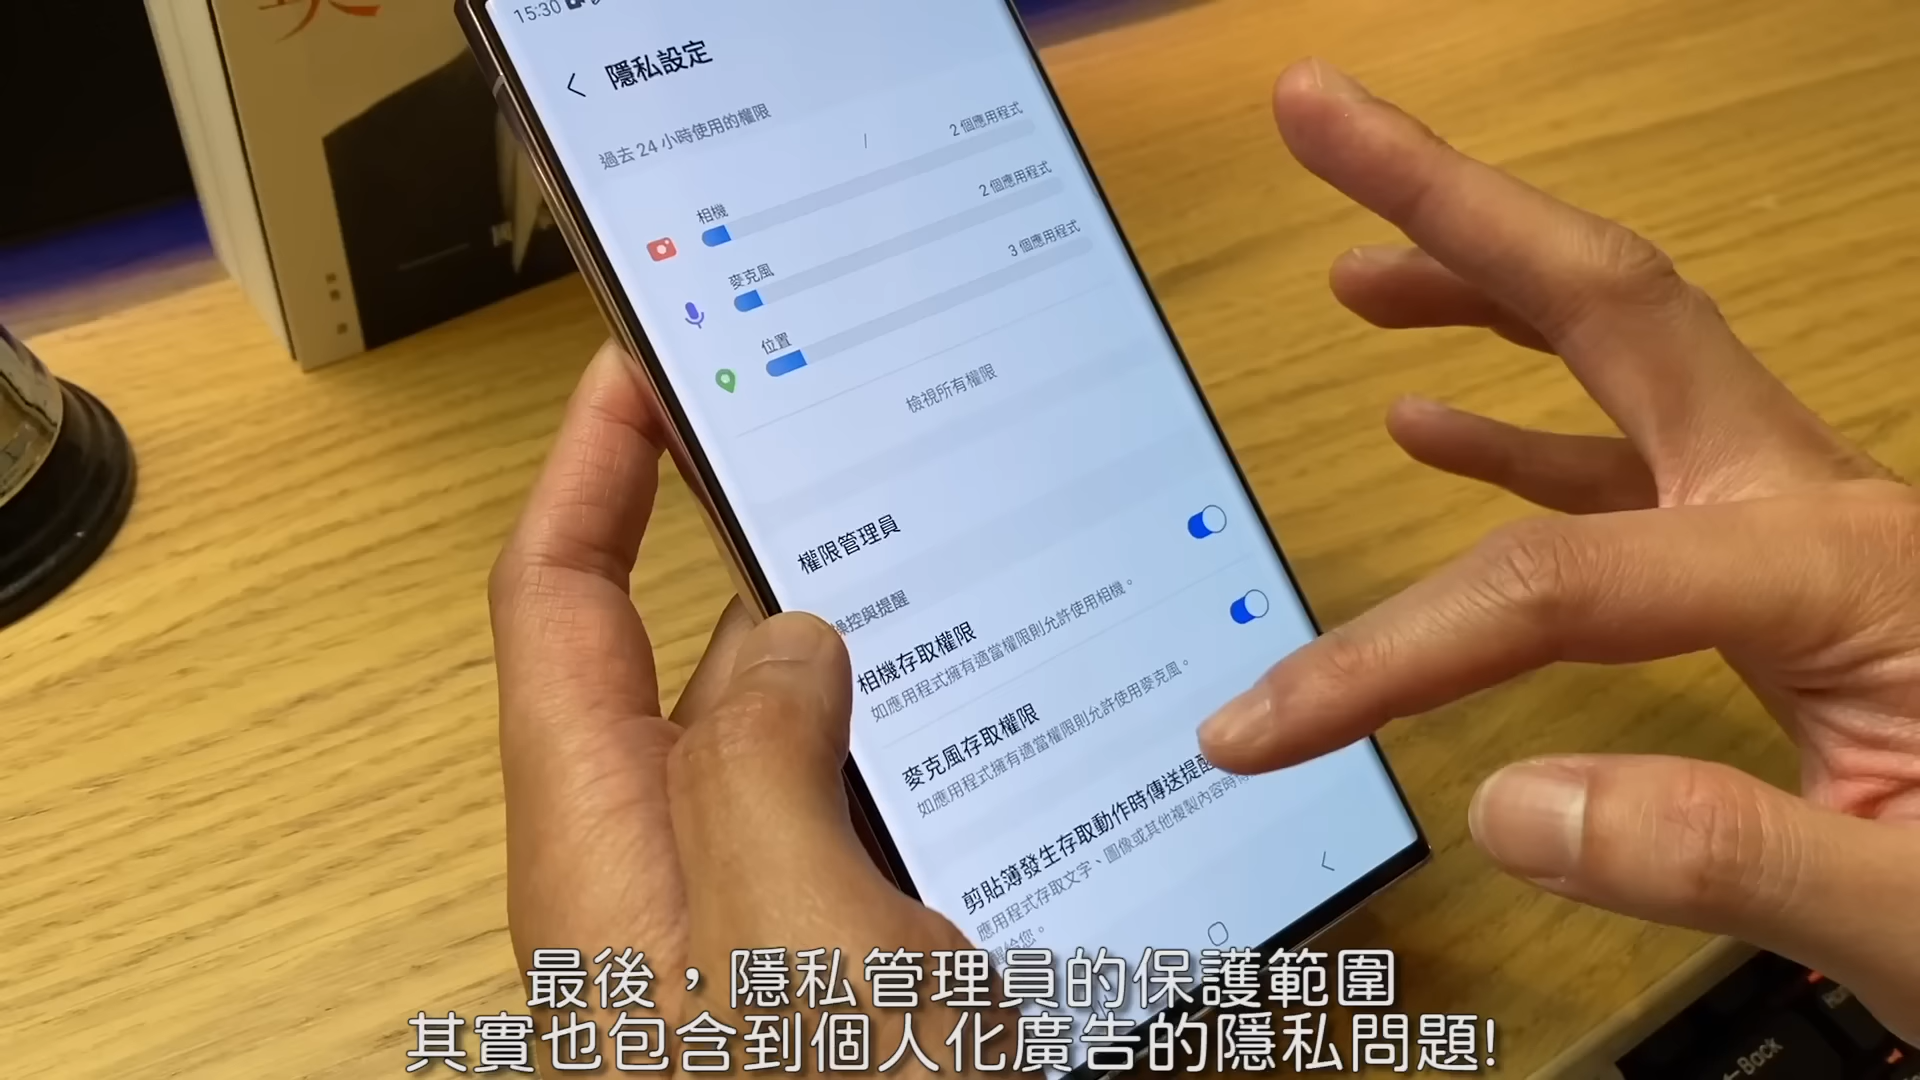 15:30
隱私設定
過去 24 小時使用的權限
相機
2 個應用程式
麥克風
2 個應用程式
位置
3 個應用程式
檢視所有權限
權限管理員
操控與提醒
相機存取權限
如應用程式擁有適當權限則允許使用相機。
麥克風存取權限
如應用程式擁有適當權限則允許使用麥克風。
剪貼簿發生存取動作時傳送提醒
應用程式存取文字、圖像或其他複製內容時傳
醒給您。
最後，隱私管理員的保護範圍
其實也包含到個人化廣告的隱私問題!
Back